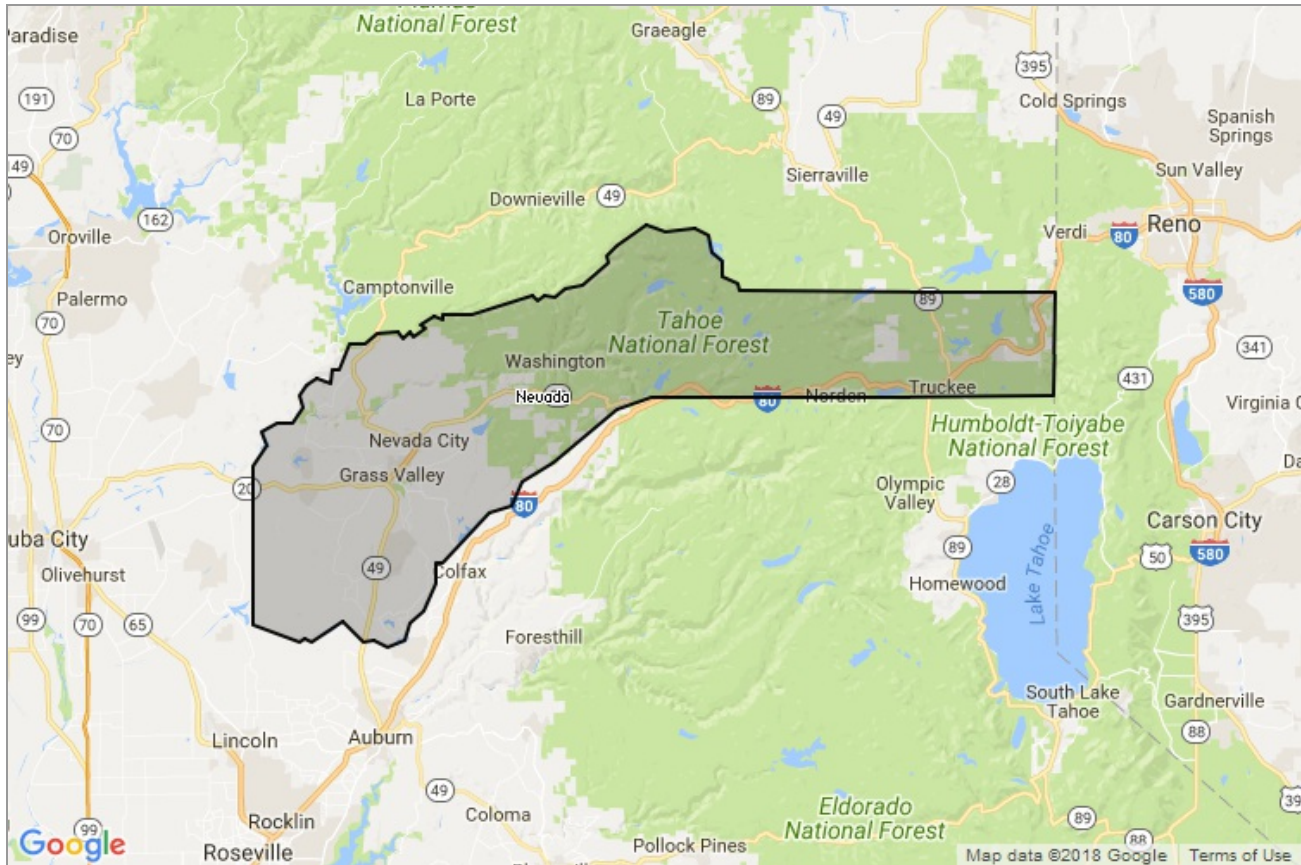 National Forest
Graeagle
Paradise
395
191
La Porte
89
Cold Springs
70
49
Spanish
Springs
49
Sierraville
Sun Valley
Downieville
49
162
Oroville
Verdi
80
Reno
Camptonville
Palermo
89
580
70
Tahoe
National Forest
Washington
341
431
Nevada
80
Norden
Truckee
Virginia C
70
Humboldt-Toiyabe
National Forest
Nevada City
Grass Valley
Olympic
Valley
28
20
80
Carson City
uba City
89
50
580
Olivehurst
49
Colfax
Homewood
Lake Tahoe
99
70
65
Foresthill
395
South Lake
Tahoe
Gardnerville
88
Lincoln
Auburn
49
Coloma
Rocklin
Eldorado
National Forest
89
88
99
Google
Roseville
Pollock Pines
Map data ©2018 Google
Terms of Use